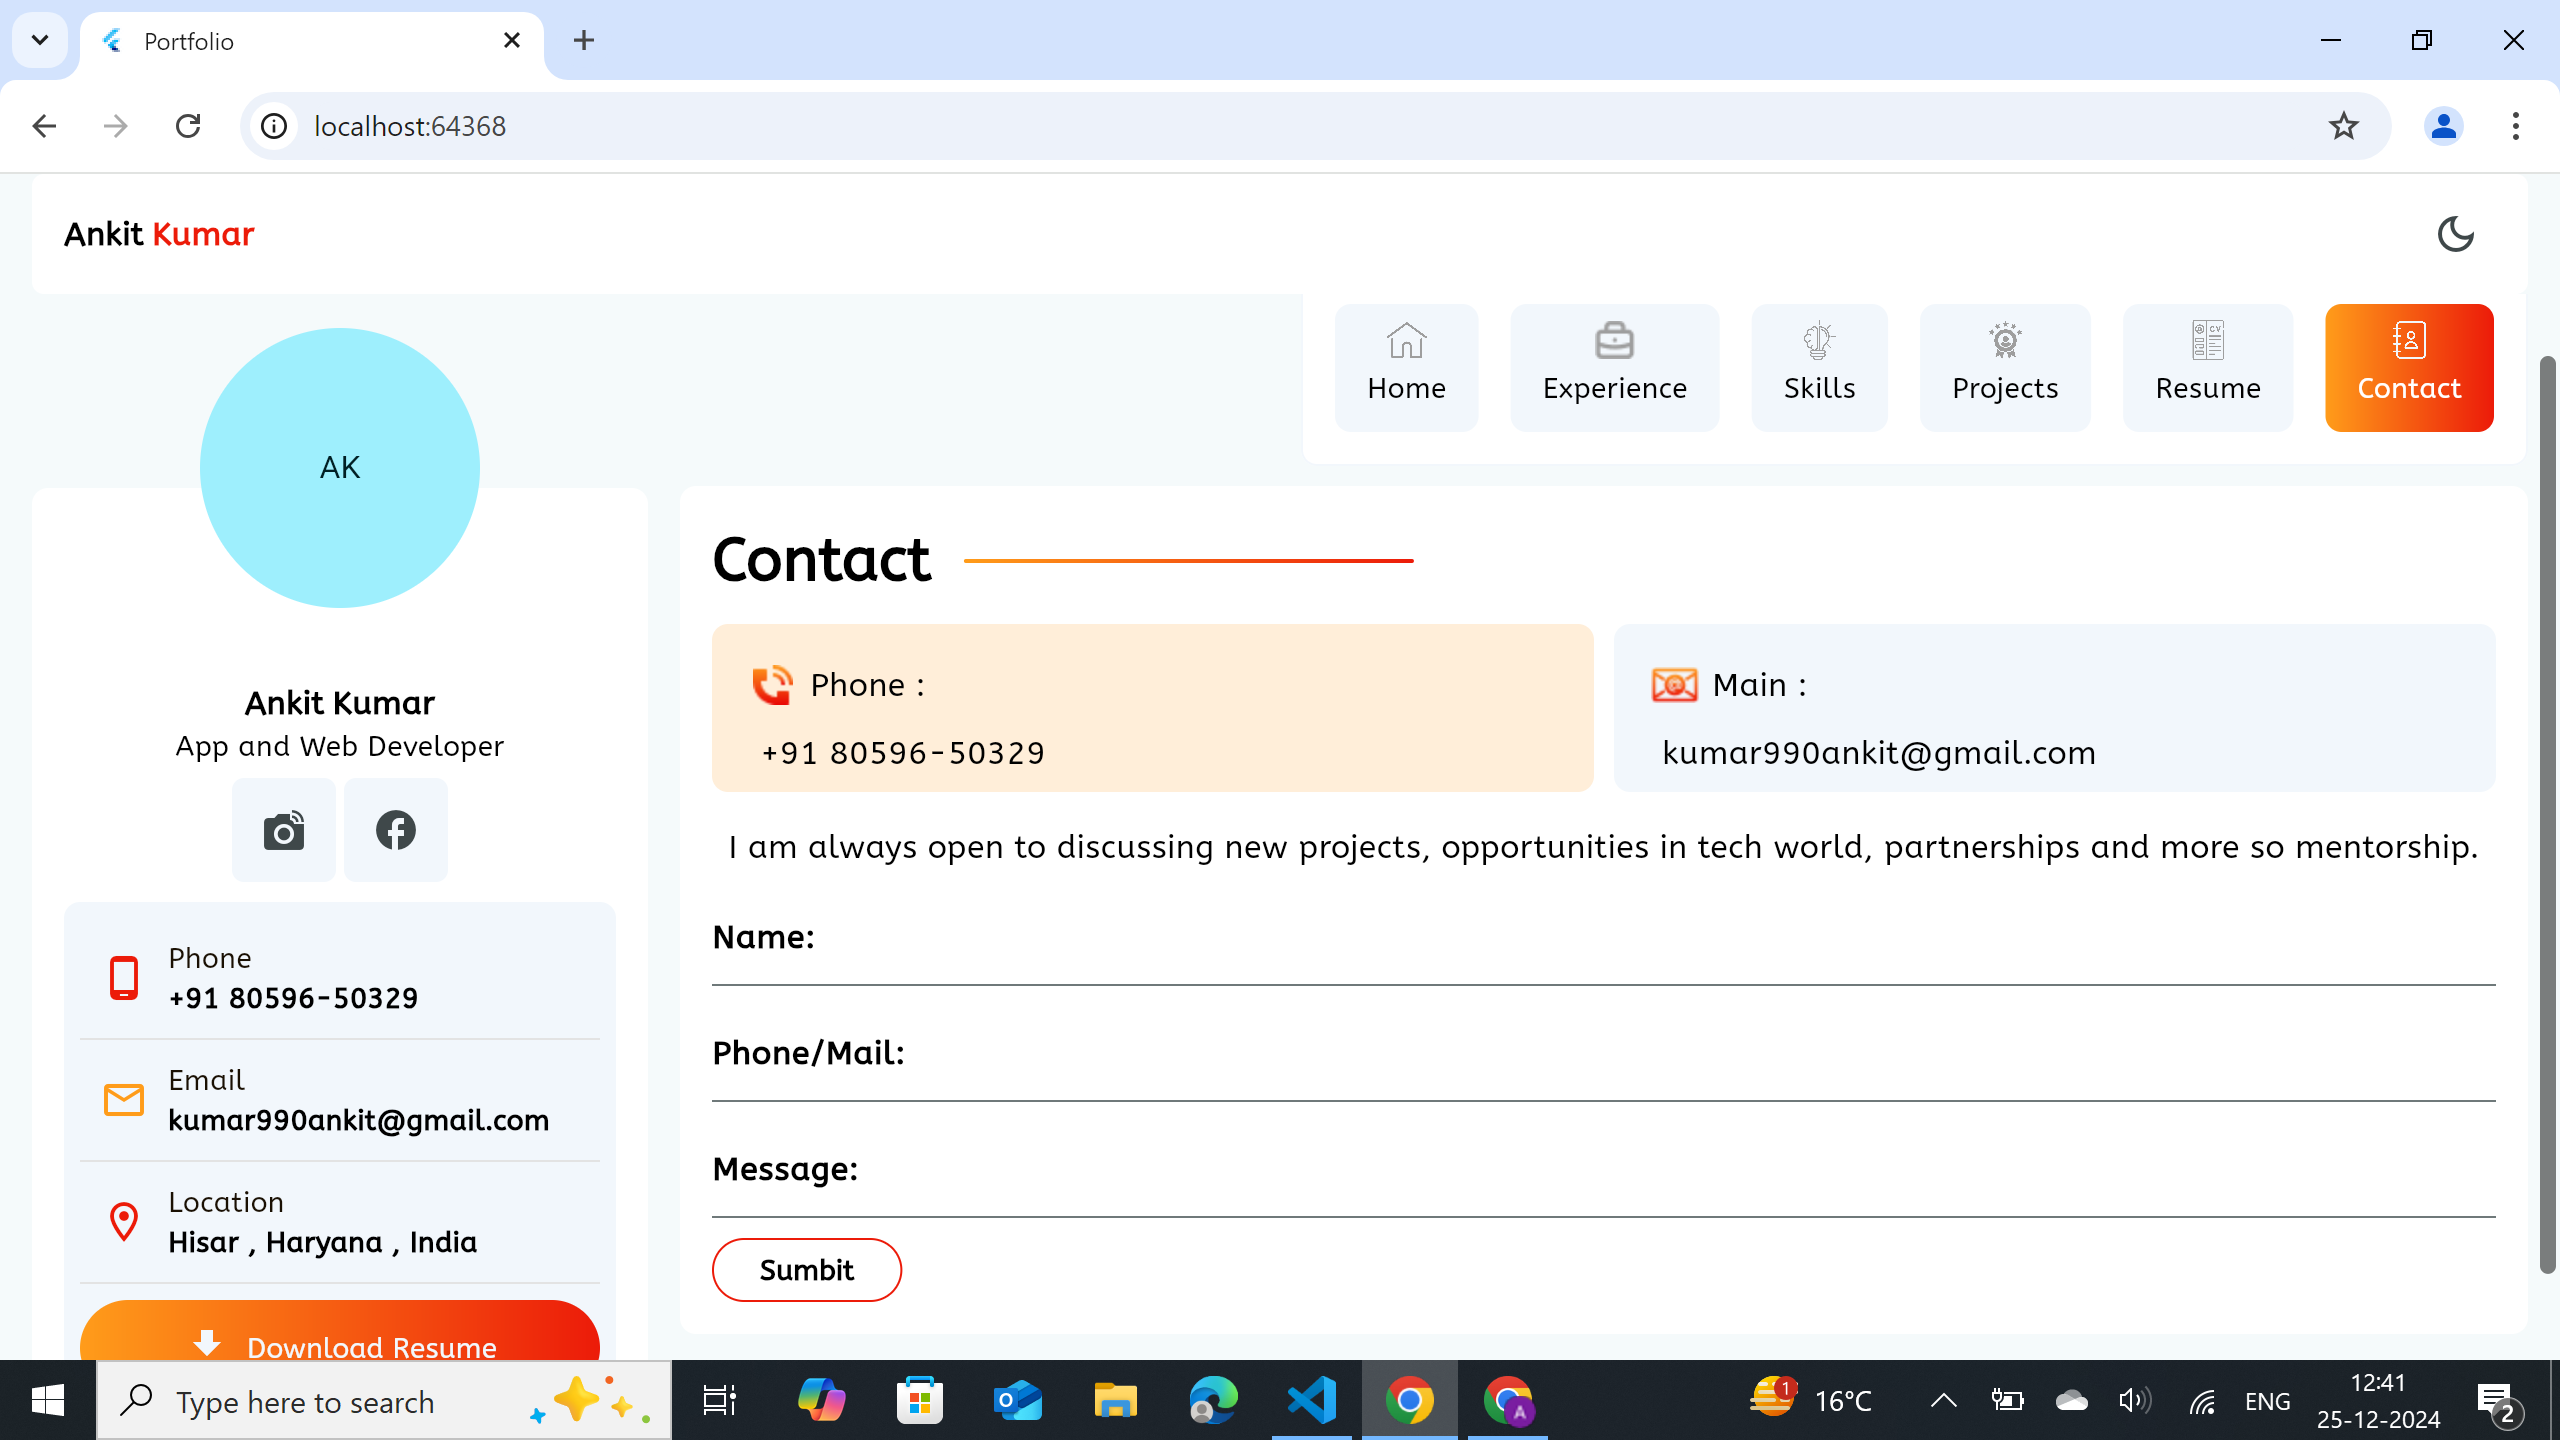 Portfolio
localhost:64368
Ankit Kumar
Home
Experience
Skills
Projects
Resume
Contact
AK
Ankit Kumar
App and Web Developer
Phone
+91 80596-50329
Email
kumar990ankit@gmail.com
Location
Hisar , Haryana , India
Download Resume
Contact
Phone :
+91 80596-50329
Main :
kumar990ankit@gmail.com
I am always open to discussing new projects, opportunities in tech world, partnerships and more so mentorship.
Name:
Phone/Mail:
Message:
Sumbit
Type here to search
A
1
16°C
ENG
12:41
25-12-2024
2